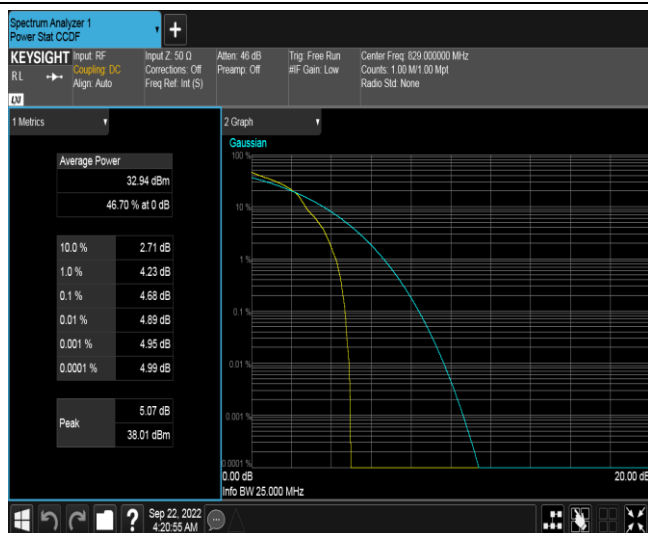 Spectrum Analyzer 1
Power Stat CCDF
+
KEYSIGHT
RL
LXI
Input: RF
Coupling: DC
Align: Auto
Input Z: 50 Ω
Corrections: Off
Freq Ref: Int (S)
Atten: 46 dB
Preamp: Off
Trig: Free Run
#IF Gain: Low
Center Freq: 829.000000 MHz
Counts: 1.00 M/1.00 Mpt
Radio Std: None
1 Metrics
Average Power
32.94 dBm
46.70 % at 0 dB
10.0 % 2.71 dB
1.0 % 4.23 dB
0.1 % 4.68 dB
0.01 % 4.89 dB
0.001 % 4.95 dB
0.0001 % 4.99 dB
Peak
5.07 dB
38.01 dBm
2 Graph
Gaussian
100 %
10 %
1 %
0.1 %
0.01 %
0.001 %
0.0001 %
0.00 dB 20.00 dB
Info BW 25.000 MHz
?
Sep 22, 2022
4:20:55 AM